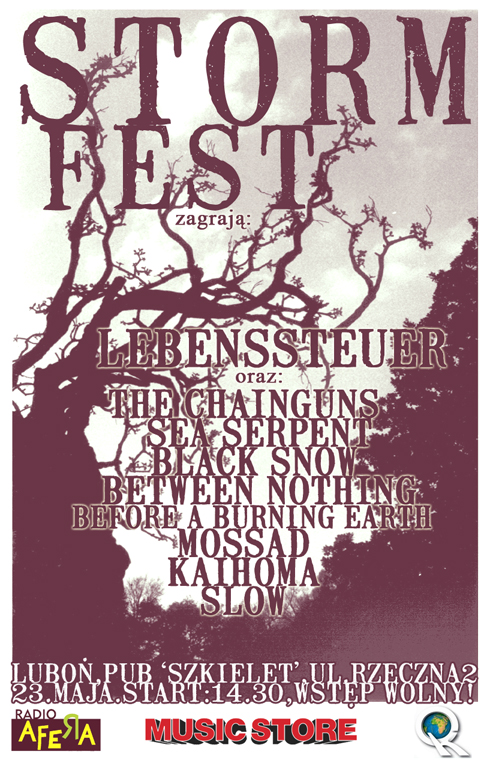 STORM
FEST
zagrają:
LEBENSSTEUER
oraz:
THE CHAINGUNS
SEA SERPENT
BLACK SNOW
BETWEEN NOTHING
BEFORE A BURNING EARTH
MOSSAD
KAIHOMA
SLOW
LUBOŃ,PUB 'SZKIELET',UL.RZECZNA2
23.MAJA.START:14.30,WSTĘP WOLNY!
RADIO
AFERA
MUSIC STORE